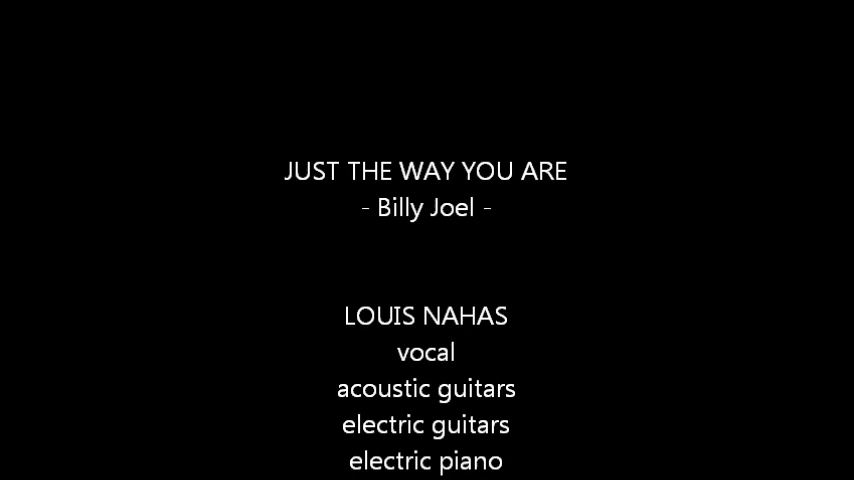 JUST THE WAY YOU ARE
- Billy Joel -
LOUIS NAHAS
vocal
acoustic guitars
electric guitars
electric piano